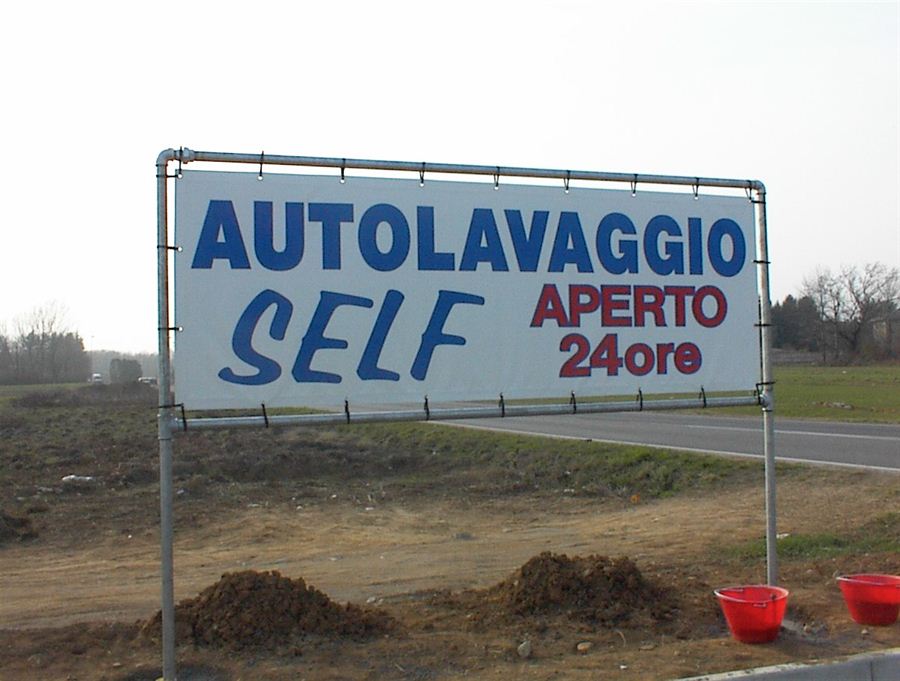 AUTOLAVAGGIO
SELF APERTO
24ore